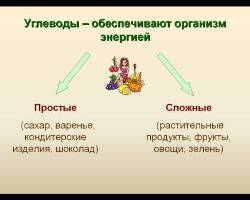 Углеводы – обеспечивают организм
энергией
Простые
(сахар, варенье,
кондитерские
изделия, шоколад)
Сложные
(растительные
продукты, фрукты,
овощи, зелень)